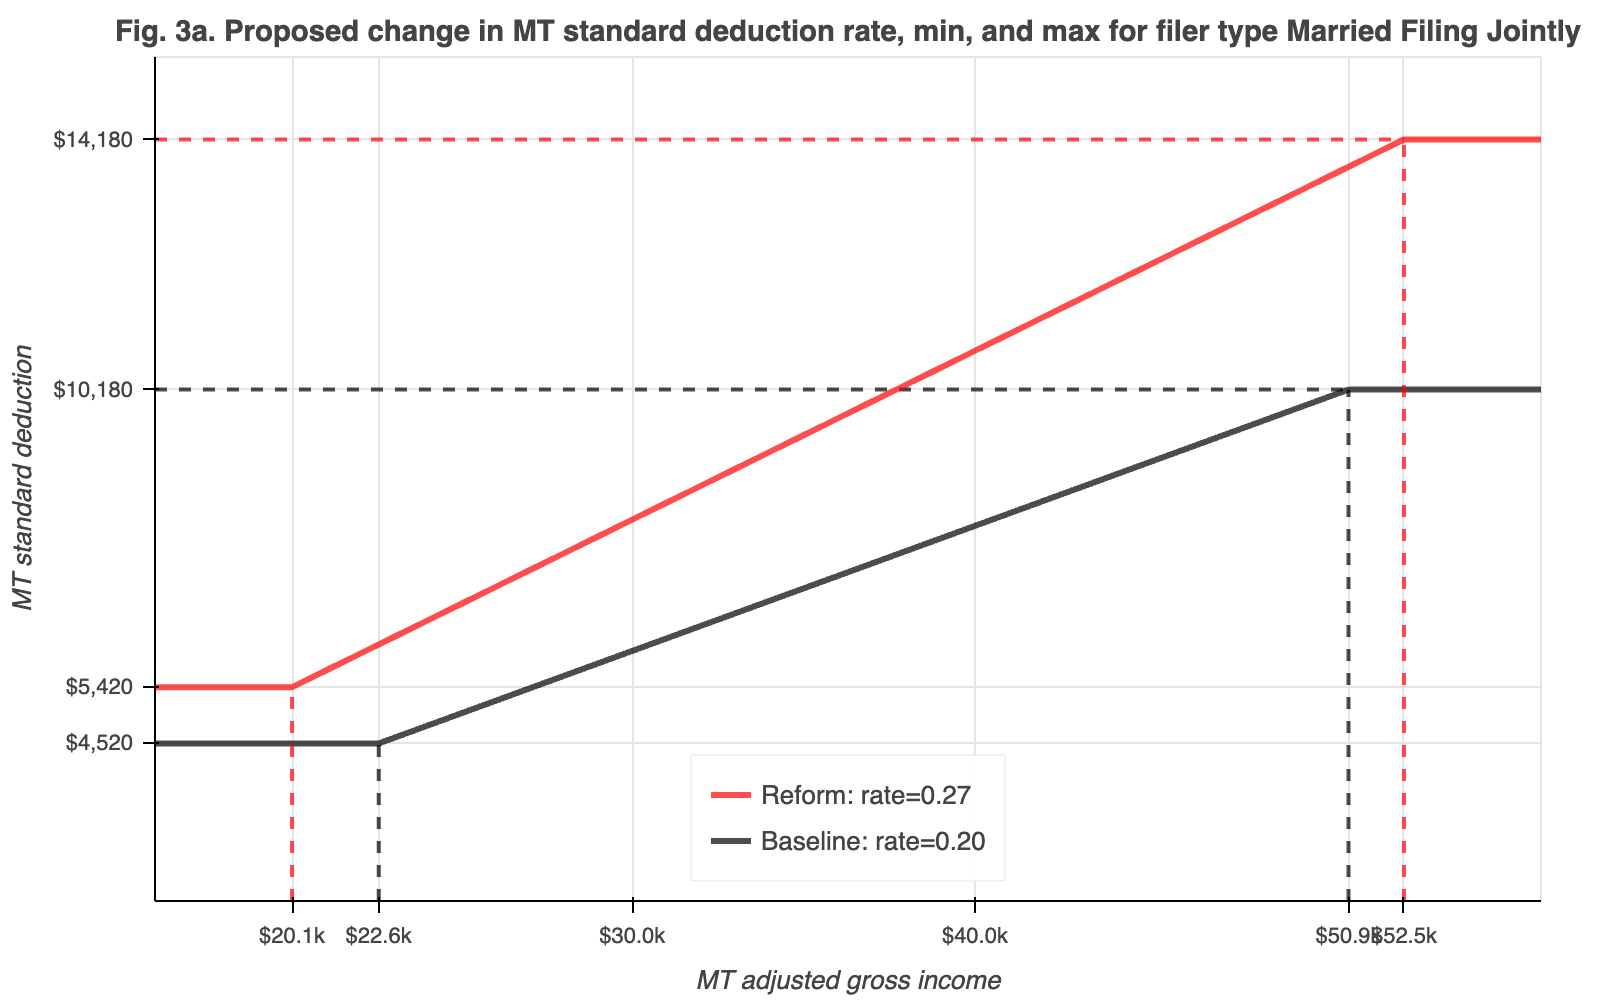 Fig. 3a. Proposed change in MT standard deduction rate, min, and max for filer type Married Filing Jointly
$14,180
$10,180
$5,420
$4,520
MT standard deduction
Reform: rate=0.27
Baseline: rate=0.20
$20.1k $22.6k $30.0k $40.0k $50.9k $52.5k
MT adjusted gross income